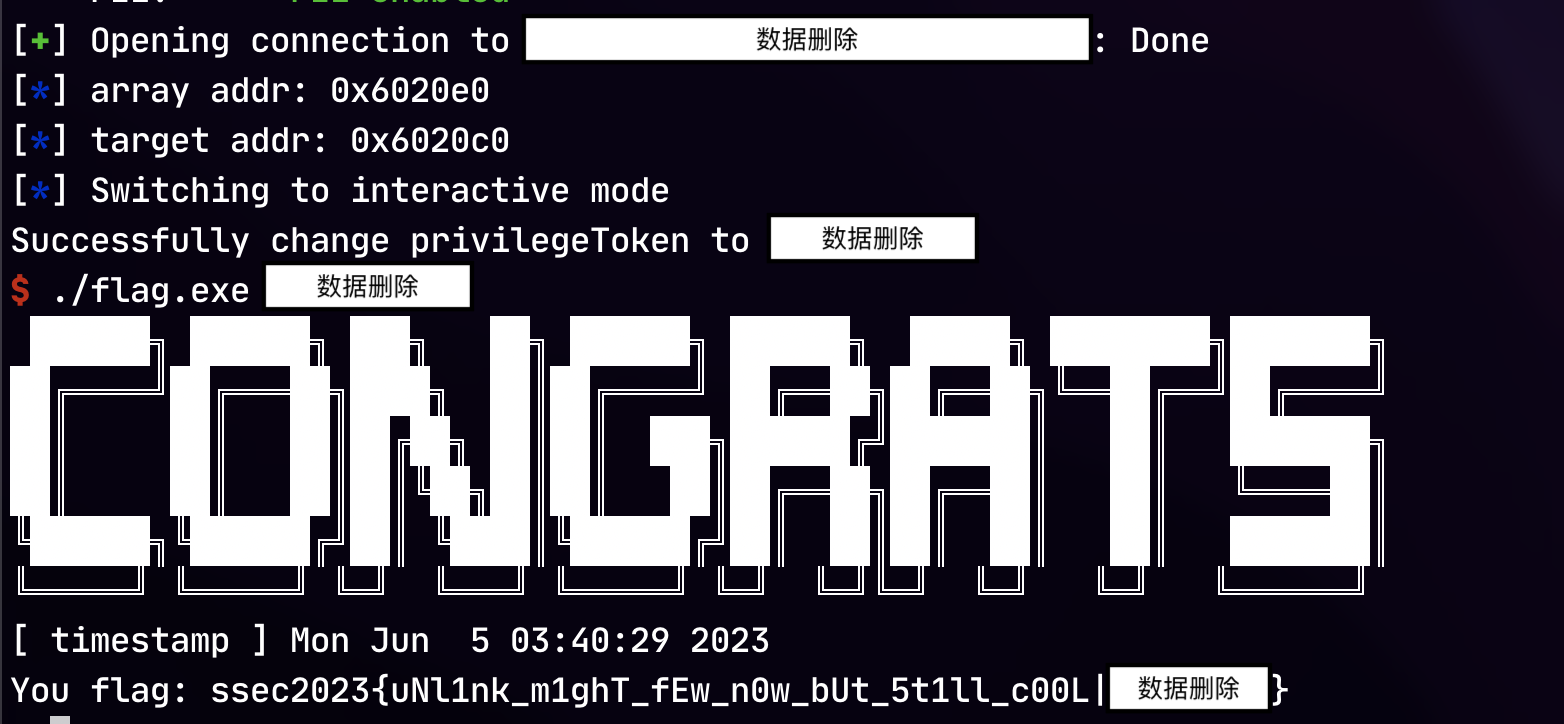 [+] Opening connection to 数据删除 : Done
[*] array addr: 0x6020e0
[*] target addr: 0x6020c0
[*] Switching to interactive mode
Successfully change privilegeToken to 数据删除
$ ./flag.exe 数据删除
CONGRATS
[ timestamp ] Mon Jun  5 03:40:29 2023
You flag: ssec2023{uNl1nk_m1ghT_fEw_n0w_bUt_5t1ll_c00L|数据删除}